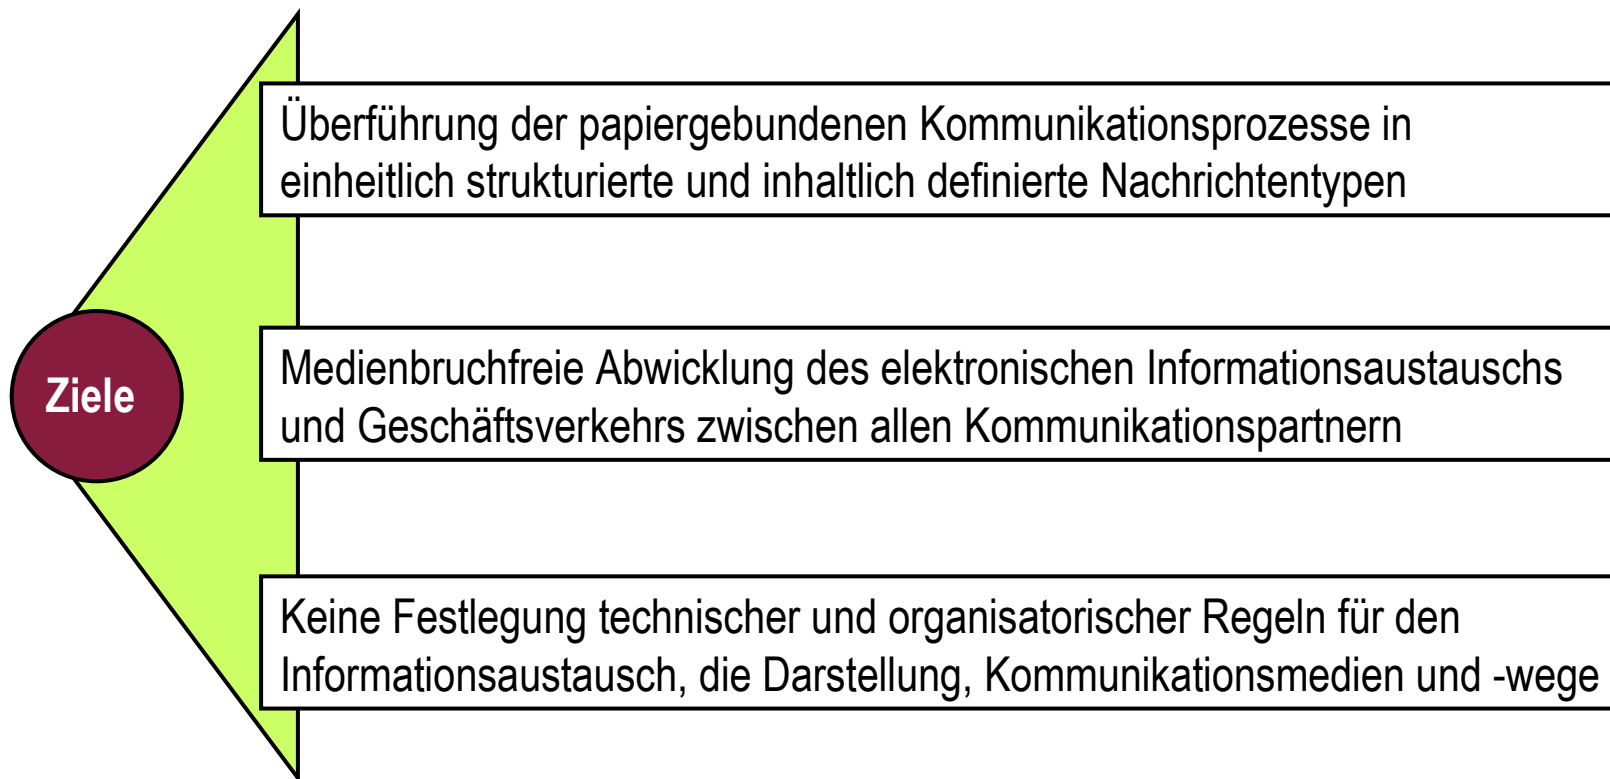 Überführung der papiergebundenen Kommunikationsprozesse in
einheitlich strukturierte und inhaltlich definierte Nachrichtentypen
Ziele
Medienbruchfreie Abwicklung des elektronischen Informationsaustauschs
und Geschäftsverkehrs zwischen allen Kommunikationspartnern
Keine Festlegung technischer und organisatorischer Regeln für den
Informationsaustausch, die Darstellung, Kommunikationsmedien und -wege